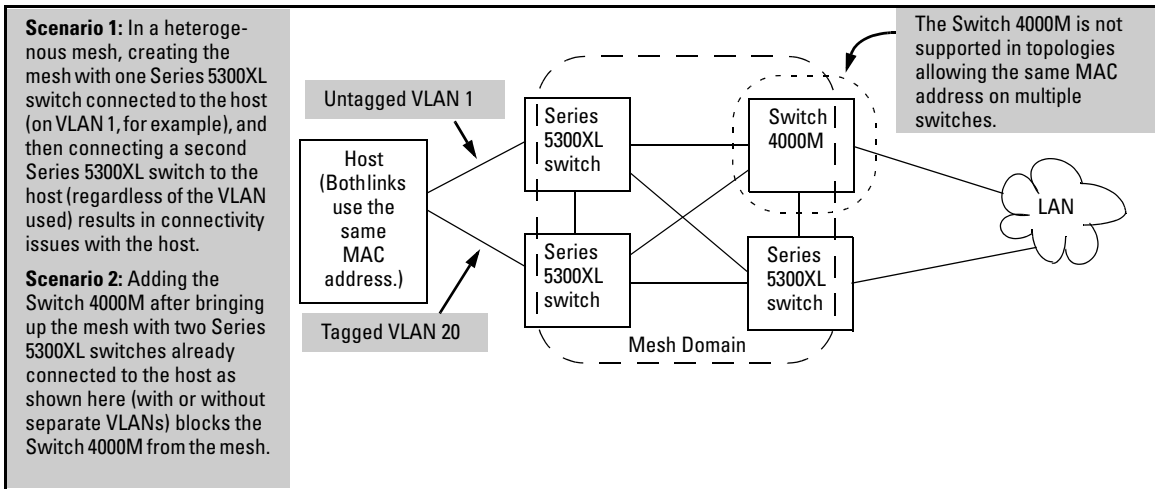 Scenario 1: In a heteroge-
nous mesh, creating the
mesh with one Series 5300XL
switch connected to the host
(on VLAN 1, for example), and
then connecting a second
Series 5300XL switch to the
host (regardless of the VLAN
used) results in connectivity
issues with the host.
Scenario 2: Adding the
Switch 4000M after bringing
up the mesh with two Series
5300XL switches already
connected to the host as
shown here (with or without
separate VLANs) blocks the
Switch 4000M from the mesh.
Untagged VLAN 1
Host
(Both links
use the
same
MAC
address.)
Tagged VLAN 20
Series
5300XL
switch
Series
5300XL
switch
Switch
4000M
Series
5300XL
switch
Mesh Domain
The Switch 4000M is not
supported in topologies
allowing the same MAC
address on multiple
switches.
LAN